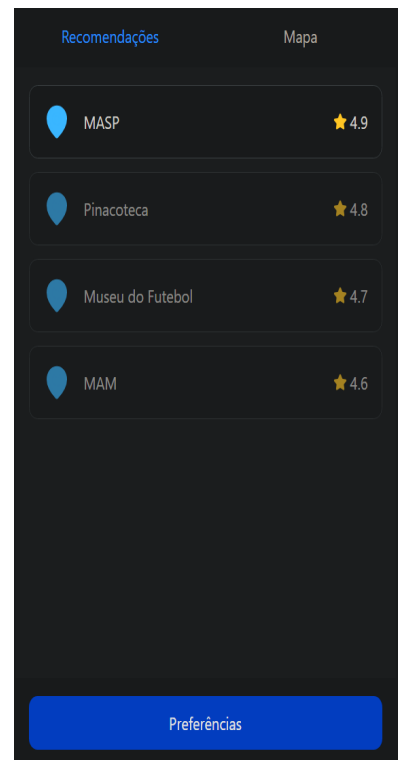 Recomendações Mapa
MASP 4.9
Pinacoteca 4.8
Museu do Futebol 4.7
MAM 4.6
Preferências